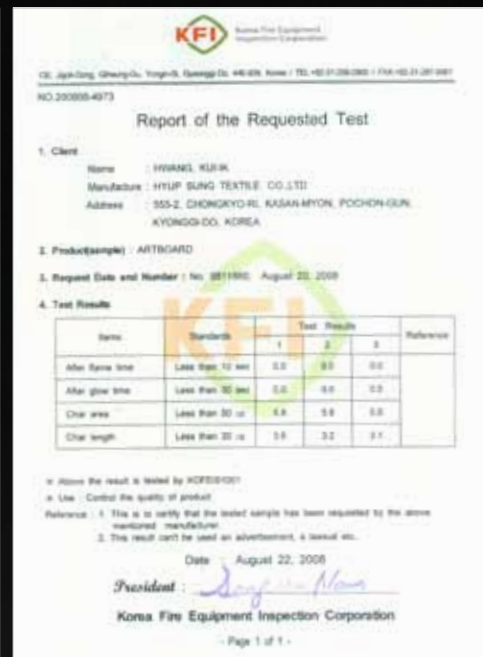 KFI
Korea Fire Equipment
Inspection Corporation
Report of the Requested Test
1. Client
Name : HWANG, KUI-IK
Manufacture : HYUP SUNG TEXTILE CO.,LTD
Address : 555-2, CHONGKYO-RI, KASAN-MYON, POCHON-GUN,
KYONGGI-DO, KOREA
2. Product(sample) : ARTBOARD
3. Request Date and Number : No. August 20, 2008
4. Test Results
Items Standards Test Results Reference
1 2 3
After flame time Less than 10 sec 0.0 0.0 0.0
After glow time Less than 30 sec 0.0 0.0 0.0
Char area Less than 50
Char length Less than 20 3.2 3.1
KFI
Above the result is tested by
Use : Control the quality of product
Reference : 1. This is to certify that the tested sample has been requested by the above
mentioned manufacturer.
2. This result can't be used an advertisement, a lawsuit etc.
Date : August 22, 2008
President :
Korea Fire Equipment Inspection Corporation
- Page 1 of 1 -